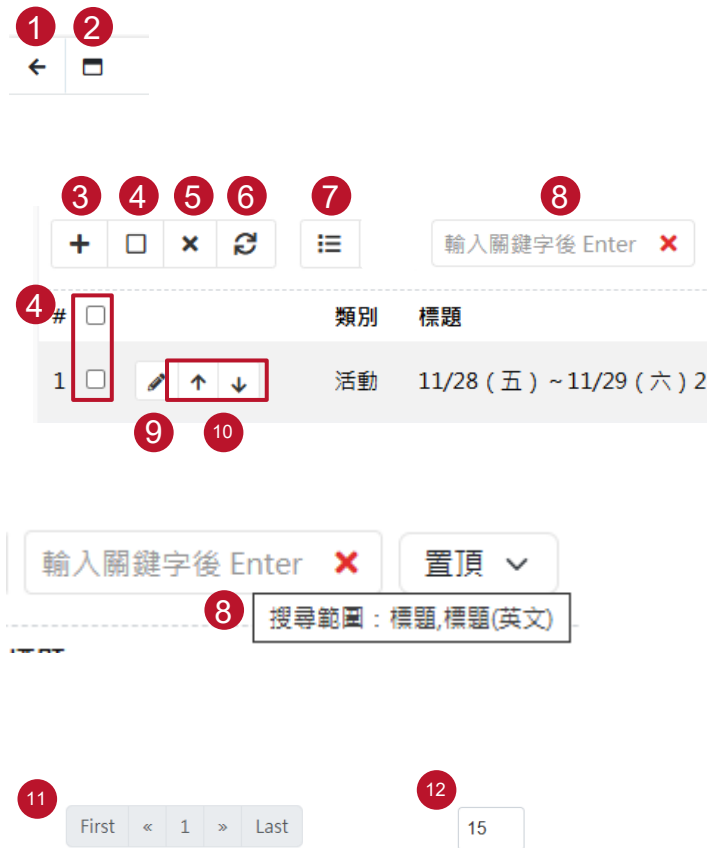 1 2
3 4 5 6 7 8
輸入關鍵字後 Enter
4
# 類別 標題
1 活動 11/28（五）~11/29（六）2
9 10
輸入關鍵字後 Enter 置頂
8 搜尋範圍：標題,標題(英文)
11 12
First « 1 » Last 15